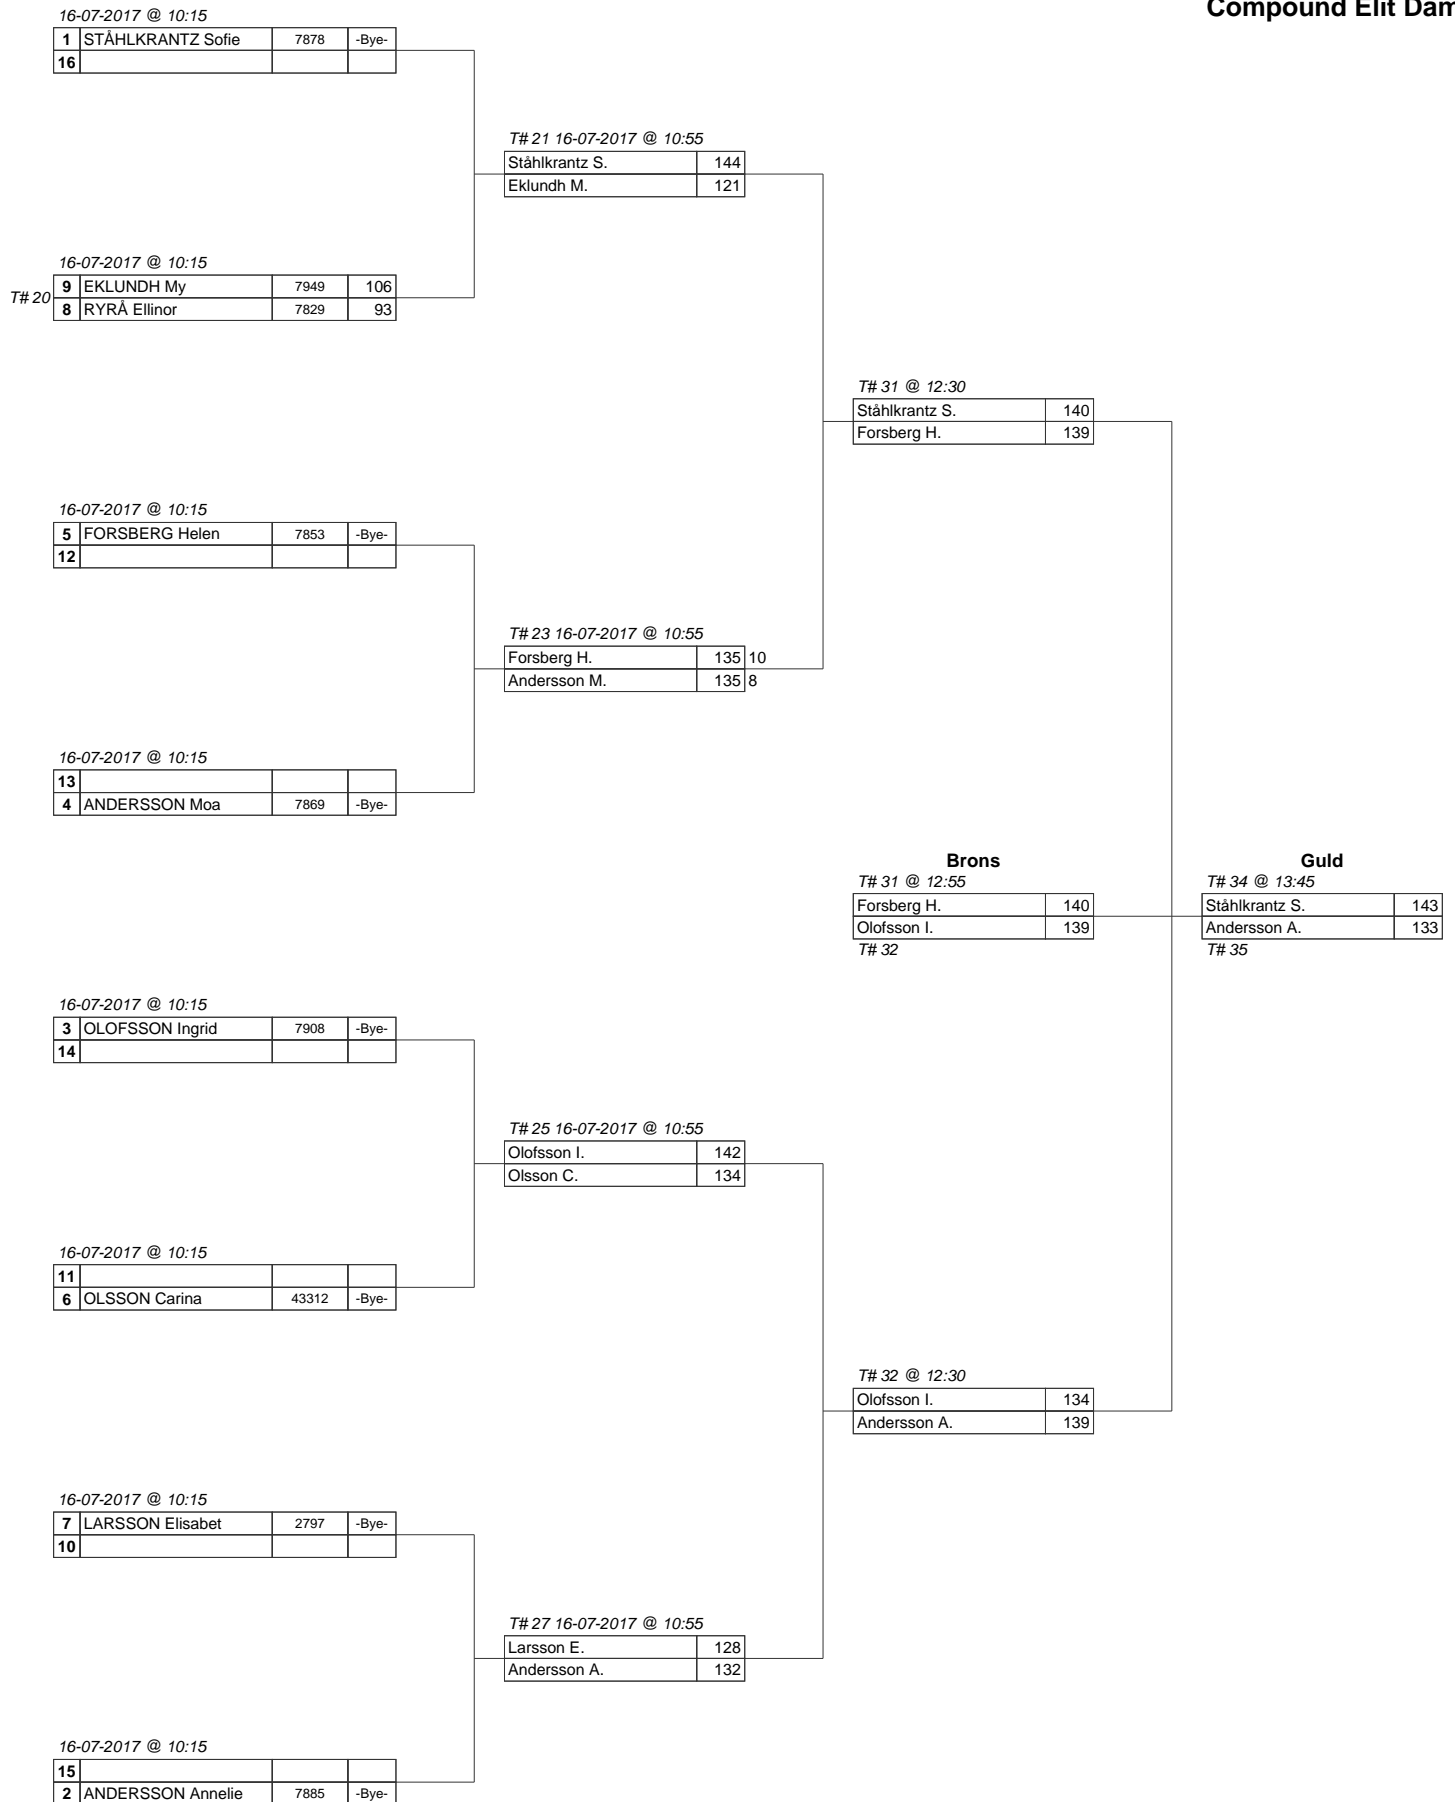 Compound Elit Dam
16-07-2017 @ 10:15
1 STÅHLKRANTZ Sofie 7878 -Bye-
16
T# 21 16-07-2017 @ 10:55
Ståhlkrantz S. 144
Eklundh M. 121
16-07-2017 @ 10:15
T# 20
9 EKLUNDH My 7949 106
8 RYRÅ Ellinor 7829 93
T# 31 @ 12:30
Ståhlkrantz S. 140
Forsberg H. 139
16-07-2017 @ 10:15
5 FORSBERG Helen 7853 -Bye-
12
T# 23 16-07-2017 @ 10:55
Forsberg H. 135 10
Andersson M. 135 8
16-07-2017 @ 10:15
13
4 ANDERSSON Moa 7869 -Bye-
Brons
T# 31 @ 12:55
Forsberg H. 140
Olofsson I. 139
T# 32
Guld
T# 34 @ 13:45
Ståhlkrantz S. 143
Andersson A. 133
T# 35
16-07-2017 @ 10:15
3 OLOFSSON Ingrid 7908 -Bye-
14
T# 25 16-07-2017 @ 10:55
Olofsson I. 142
Olsson C. 134
16-07-2017 @ 10:15
11
6 OLSSON Carina 43312 -Bye-
T# 32 @ 12:30
Olofsson I. 134
Andersson A. 139
16-07-2017 @ 10:15
7 LARSSON Elisabet 2797 -Bye-
10
T# 27 16-07-2017 @ 10:55
Larsson E. 128
Andersson A. 132
16-07-2017 @ 10:15
15
2 ANDERSSON Annelie 7885 -Bye-